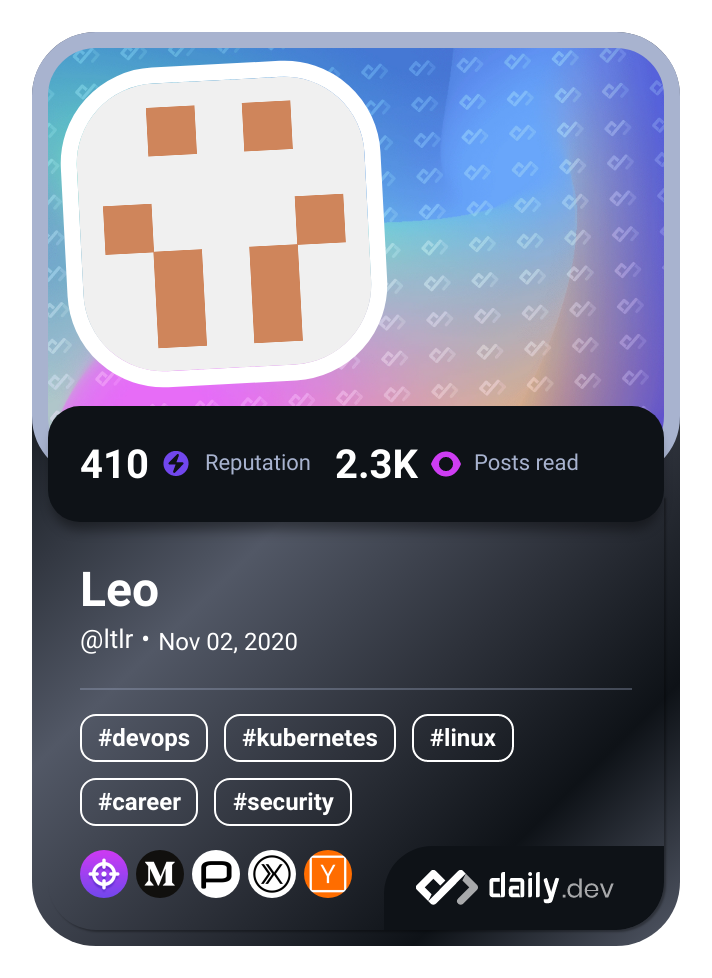 410 Reputation 2.3K Posts read
Leo
@ltlr • Nov 02, 2020
#devops #kubernetes #linux
#career #security
M P X Y
daily.dev